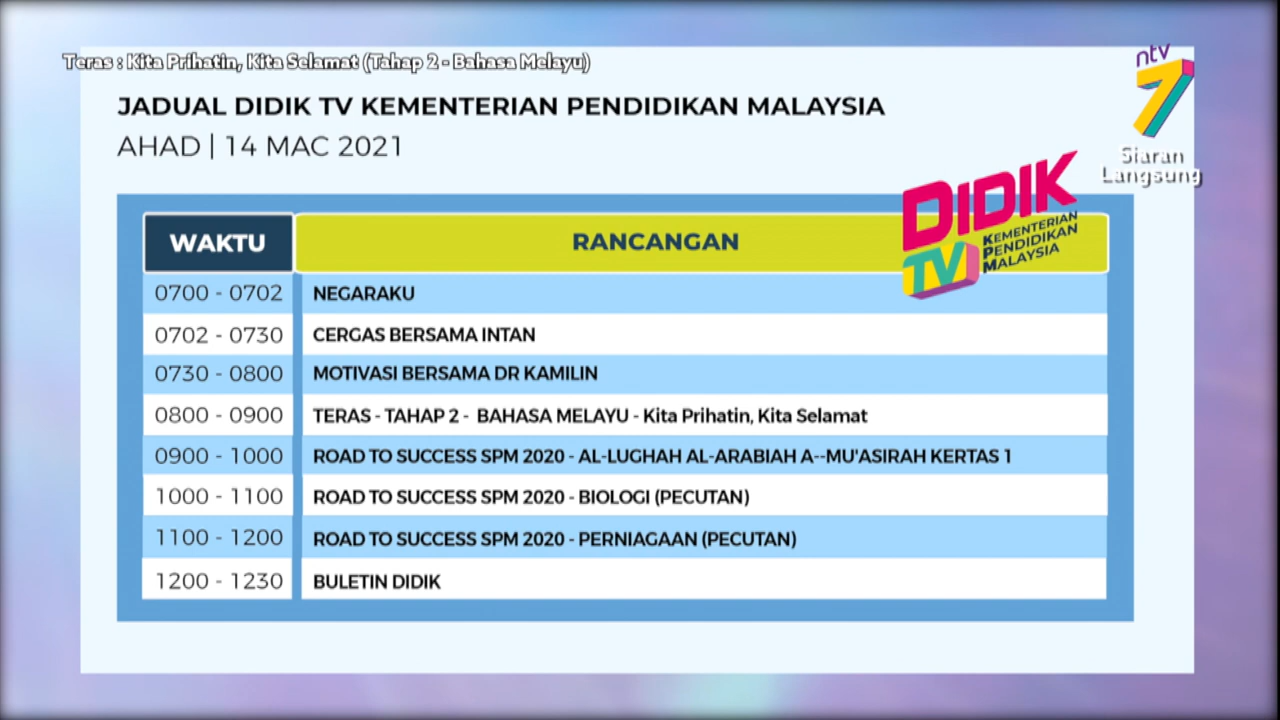 Teras : Kita Prihatin, Kita Selamat (Tahap 2 - Bahasa Melayu)
ntv
7
Siaran
Langsung
JADUAL DIDIK TV KEMENTERIAN PENDIDIKAN MALAYSIA
AHAD | 14 MAC 2021
DIDIK
TV
KEMENTERIAN
PENDIDIKAN
MALAYSIA
WAKTU RANCANGAN
0700 - 0702 NEGARAKU
0702 - 0730 CERGAS BERSAMA INTAN
0730 - 0800 MOTIVASI BERSAMA DR KAMILIN
0800 - 0900 TERAS - TAHAP 2 - BAHASA MELAYU - Kita Prihatin, Kita Selamat
0900 - 1000 ROAD TO SUCCESS SPM 2020 - AL-LUGHAH AL-ARABIAH A--MU'ASIRAH KERTAS 1
1000 - 1100 ROAD TO SUCCESS SPM 2020 - BIOLOGI (PECUTAN)
1100 - 1200 ROAD TO SUCCESS SPM 2020 - PERNIAGAAN (PECUTAN)
1200 - 1230 BULETIN DIDIK